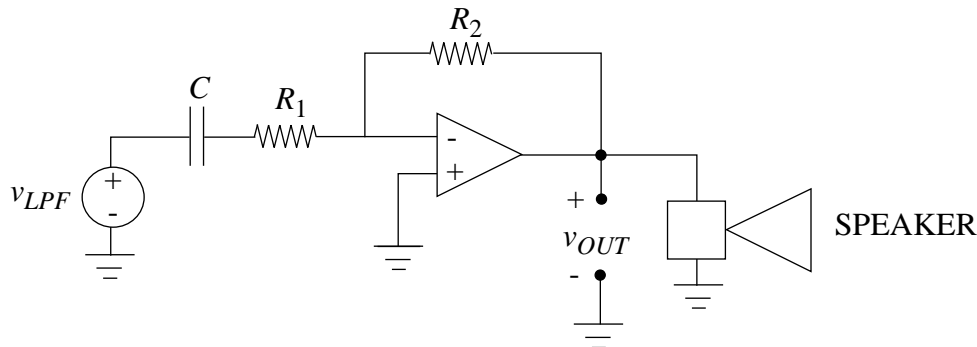 R2
C
R1
-
+
+
-
vLPF
+
vOUT
-
SPEAKER